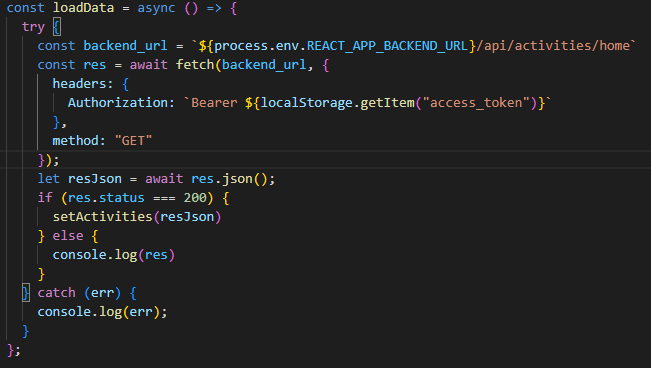 const loadData = async () => {
  try {
    const backend_url = `${process.env.REACT_APP_BACKEND_URL}/api/activities/home`
    const res = await fetch(backend_url, {
      headers: {
        Authorization: `Bearer ${localStorage.getItem("access_token")}`
      },
      method: "GET"
    });
    let resJson = await res.json();
    if (res.status === 200) {
      setActivities(resJson)
    } else {
      console.log(res)
    }
  } catch (err) {
    console.log(err);
  }
};